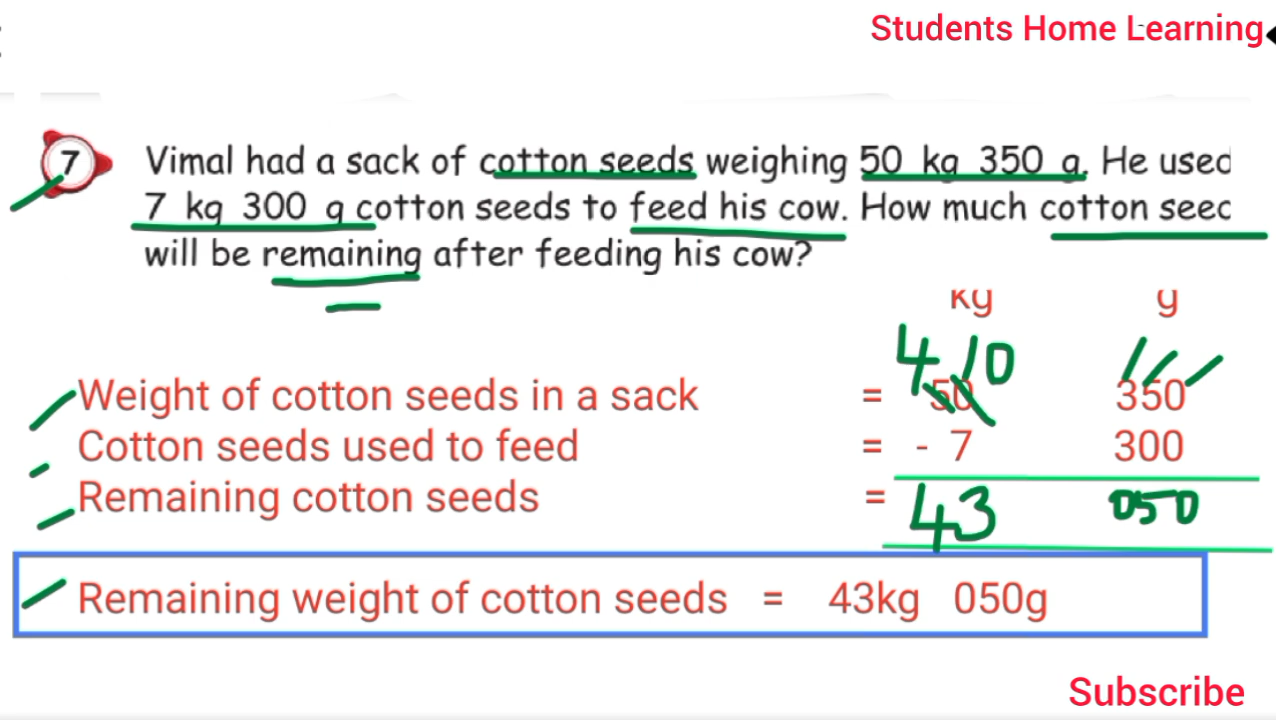 Students Home Learning
7 Vimal had a sack of cotton seeds weighing 50 kg 350 g. He used
7 kg 300 g cotton seeds to feed his cow. How much cotton seed
will be remaining after feeding his cow?
kg g
4 10
Weight of cotton seeds in a sack = 50 350
Cotton seeds used to feed = - 7 300
Remaining cotton seeds = 43 050
Remaining weight of cotton seeds = 43kg 050g
Subscribe